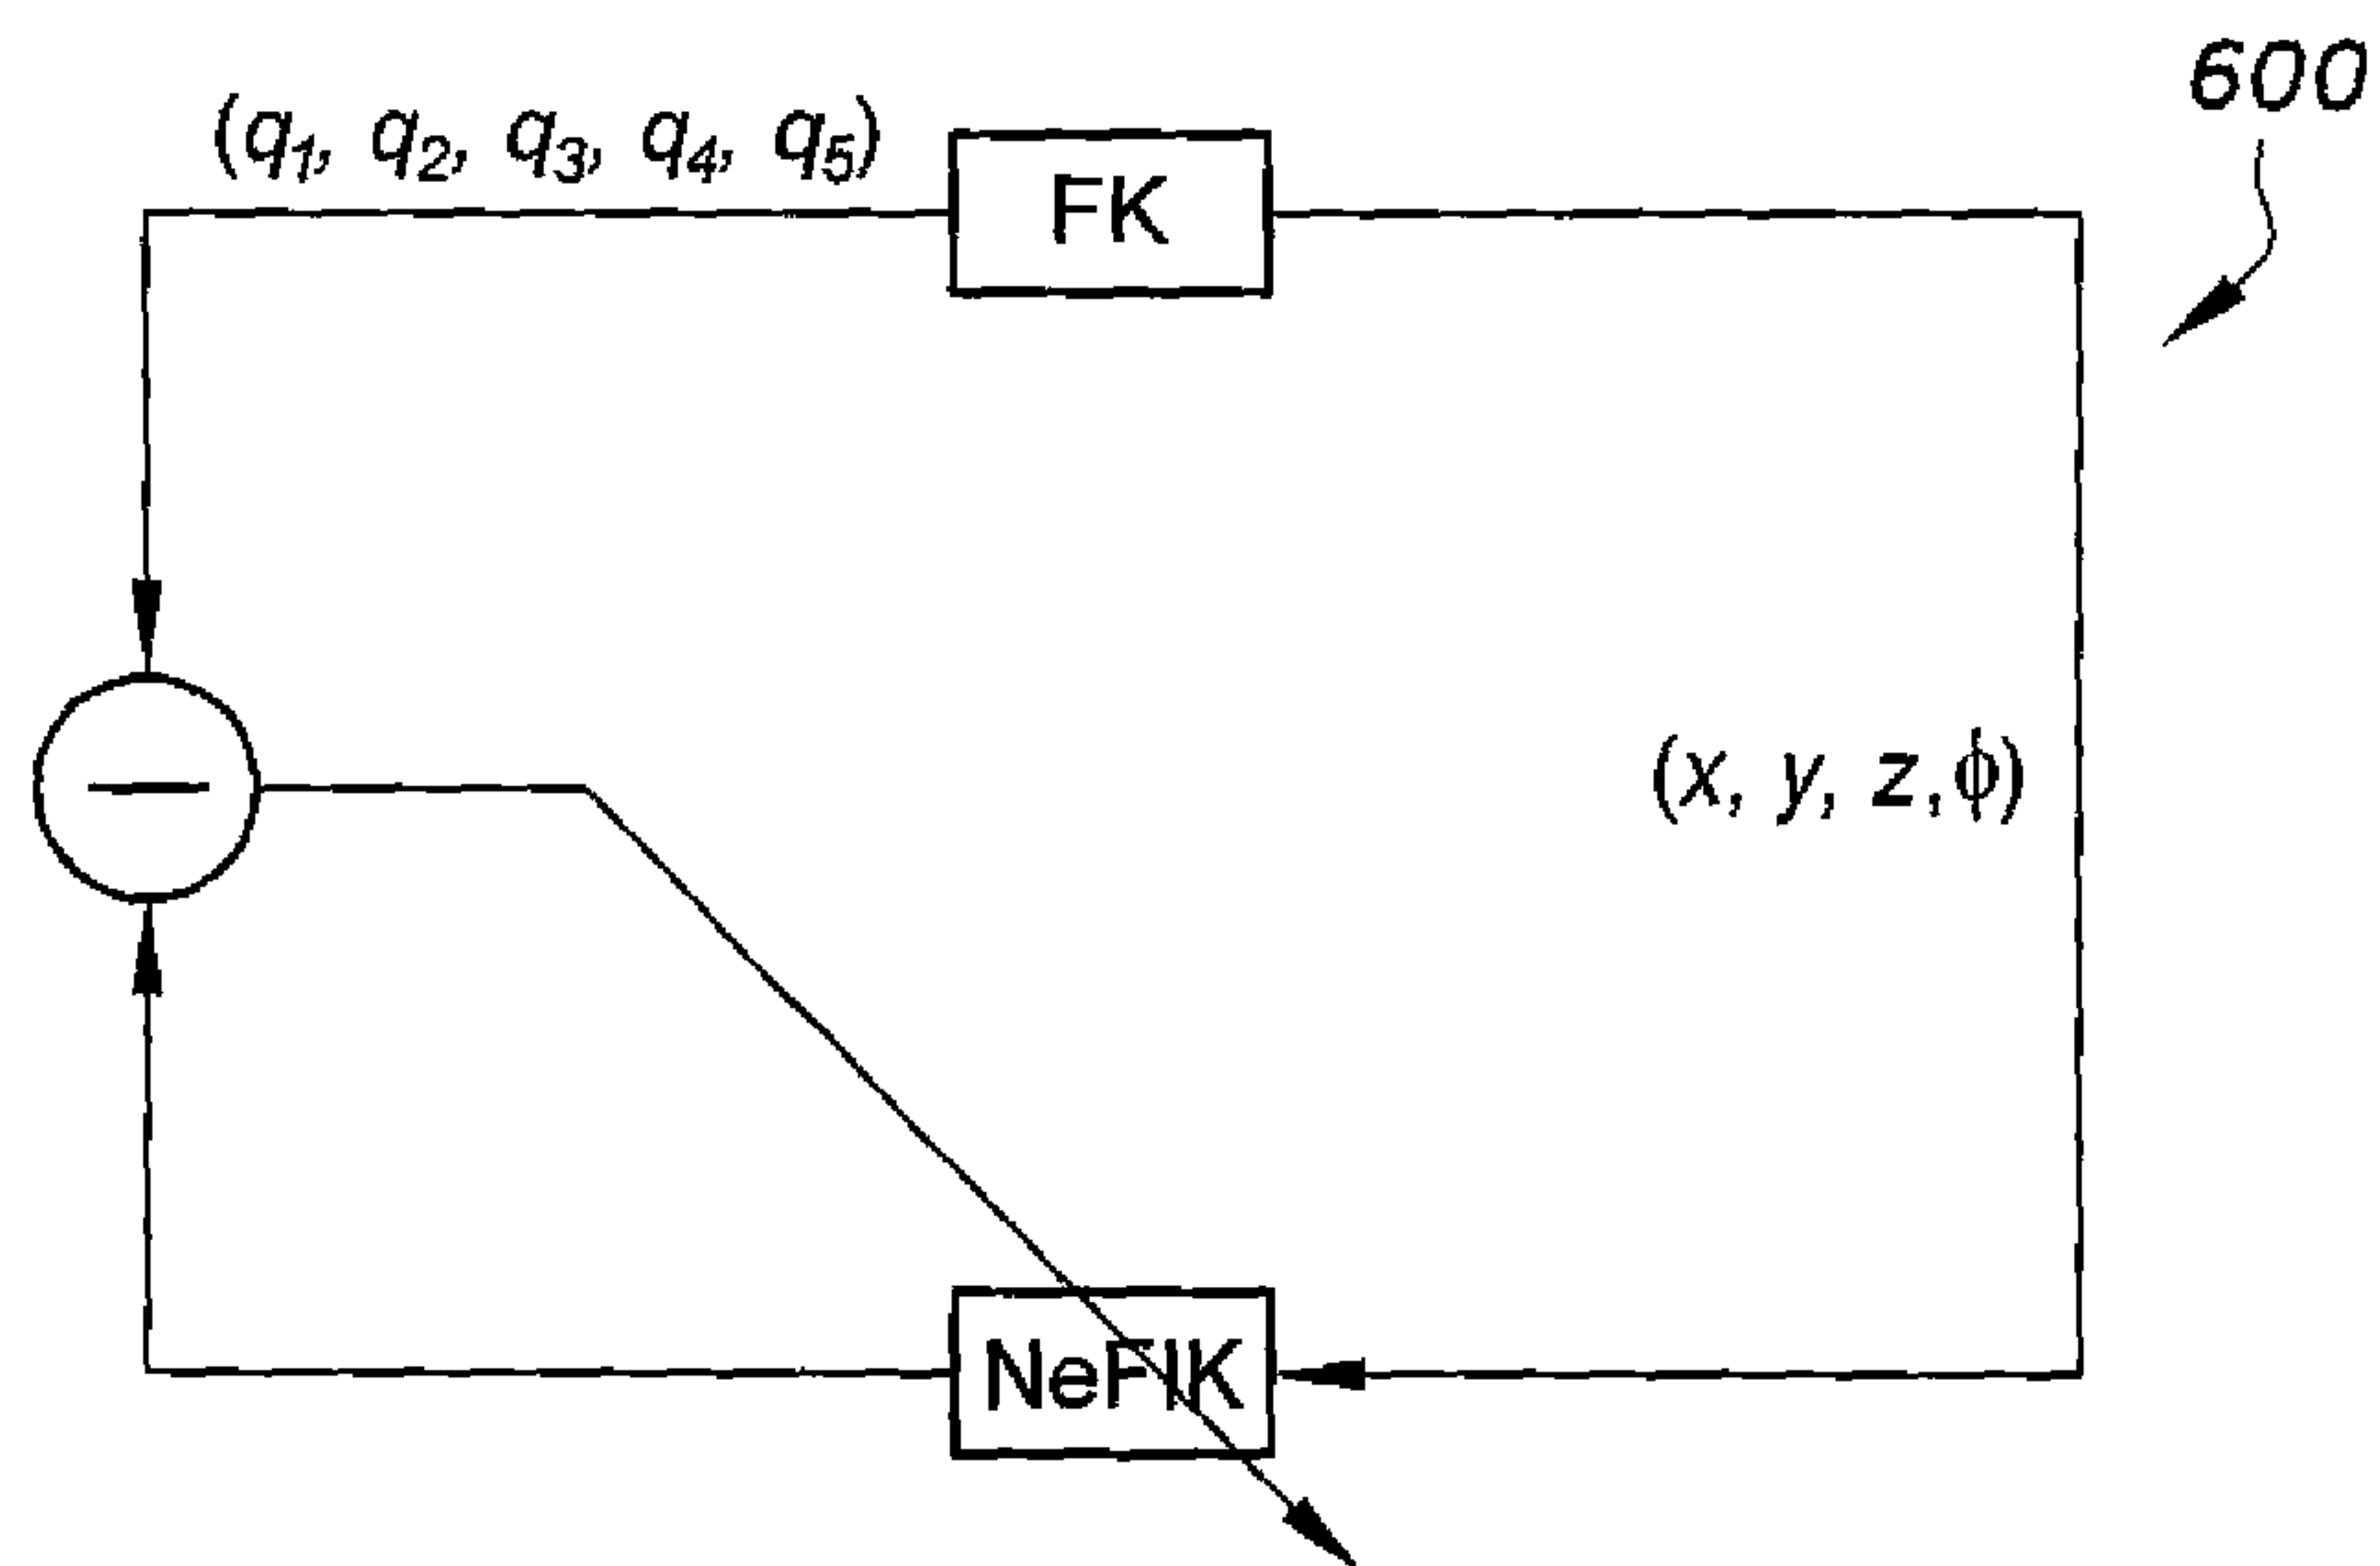 600
(q1, q2, q3, q4, q5)
FK
(x, y, z, ϕ)
NeFIK